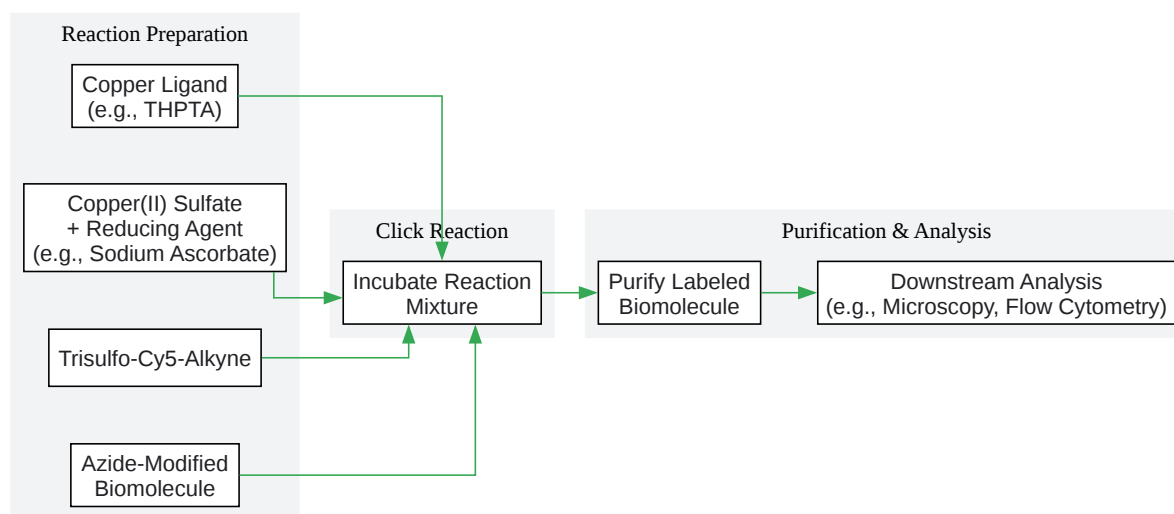 Reaction Preparation
Copper Ligand
(e.g., THPTA)
Copper(II) Sulfate
+ Reducing Agent
(e.g., Sodium Ascorbate)
Trisulfo-Cy5-Alkyne
Azide-Modified
Biomolecule
Click Reaction
Incubate Reaction
Mixture
Purification & Analysis
Purify Labeled
Biomolecule
Downstream Analysis
(e.g., Microscopy, Flow Cytometry)